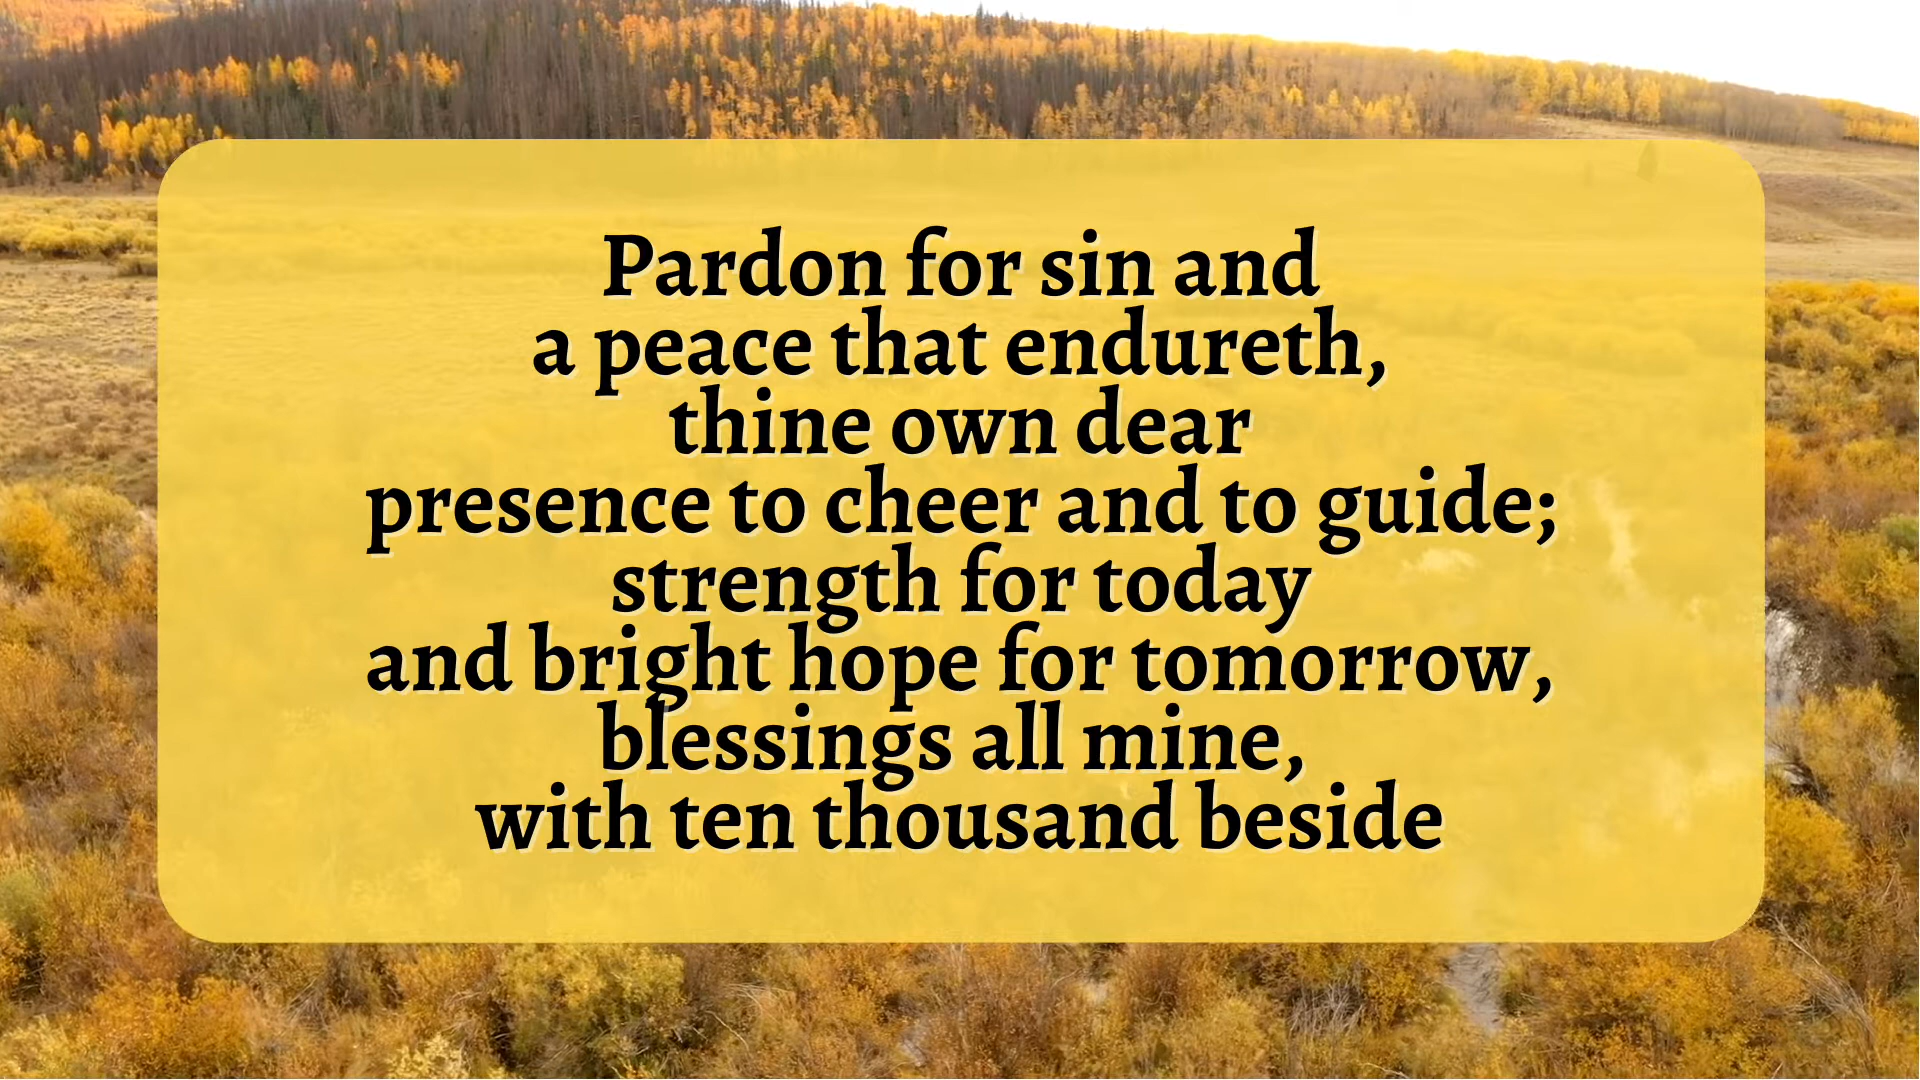 Pardon for sin and
a peace that endureth,
thine own dear
presence to cheer and to guide;
strength for today
and bright hope for tomorrow,
blessings all mine,
with ten thousand beside